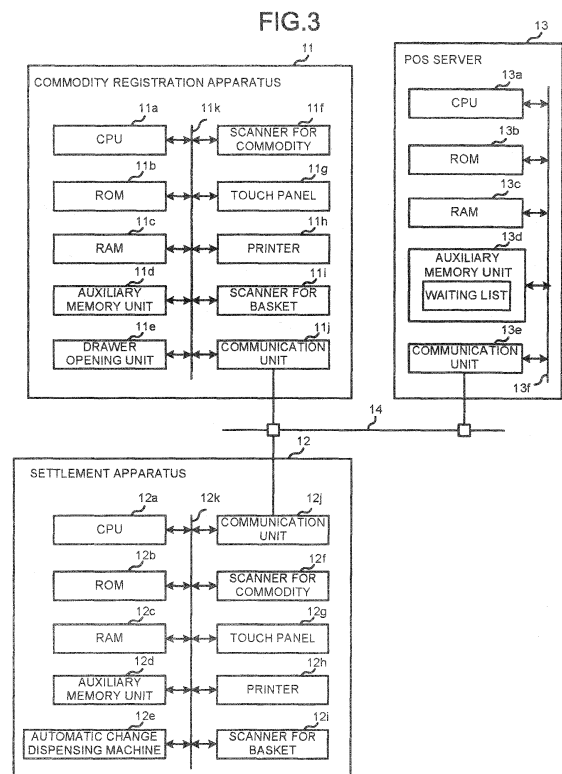 FIG.3
11
COMMODITY REGISTRATION APPARATUS
11a
CPU
11k
11f
SCANNER FOR
COMMODITY
11b
ROM
11g
TOUCH PANEL
11c
RAM
11h
PRINTER
11d
AUXILIARY
MEMORY UNIT
11i
SCANNER FOR
BASKET
11e
DRAWER
OPENING UNIT
11j
COMMUNICATION
UNIT
13
POS SERVER
13a
CPU
13b
ROM
13c
RAM
13d
AUXILIARY
MEMORY UNIT
WAITING LIST
13e
COMMUNICATION
UNIT
13f
14
12
SETTLEMENT APPARATUS
12a
CPU
12k
12j
COMMUNICATION
UNIT
12b
ROM
12f
SCANNER FOR
COMMODITY
12c
RAM
12g
TOUCH PANEL
12d
AUXILIARY
MEMORY UNIT
12h
PRINTER
12e
AUTOMATIC CHANGE
DISPENSING MACHINE
12i
SCANNER FOR
BASKET